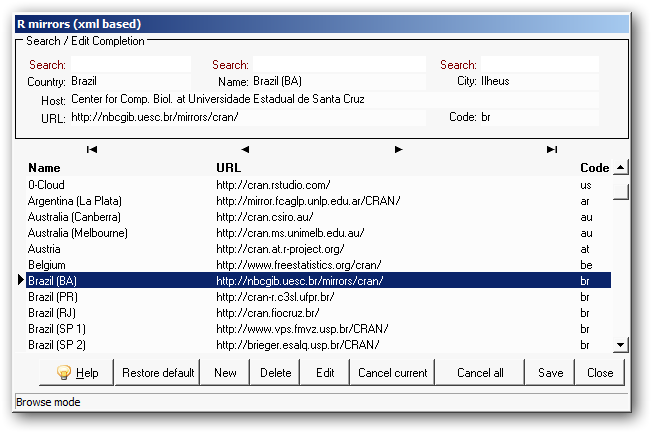 R mirrors (xml based)
Search / Edit Completion
Search: Search: Search:
Country: Brazil Name: Brazil (BA) City: Ilheus
Host: Center for Comp. Biol. at Universidade Estadual de Santa Cruz
URL: http://nbcgib.uesc.br/mirrors/cran/ Code: br
Name URL Code
0-Cloud http://cran.rstudio.com/ us
Argentina (La Plata) http://mirror.fcaglp.unlp.edu.ar/CRAN/ ar
Australia (Canberra) http://cran.csiro.au/ au
Australia (Melbourne) http://cran.ms.unimelb.edu.au/ au
Austria http://cran.at.r-project.org/ at
Belgium http://www.freestatistics.org/cran/ be
Brazil (BA) http://nbcgib.uesc.br/mirrors/cran/ br
Brazil (PR) http://cran-r.c3sl.ufpr.br/ br
Brazil (RJ) http://cran.fiocruz.br/ br
Brazil (SP 1) http://www.vps.fmvz.usp.br/CRAN/ br
Brazil (SP 2) http://brieger.esalq.usp.br/CRAN/ br
Help Restore default New Delete Edit Cancel current Cancel all Save Close
Browse mode